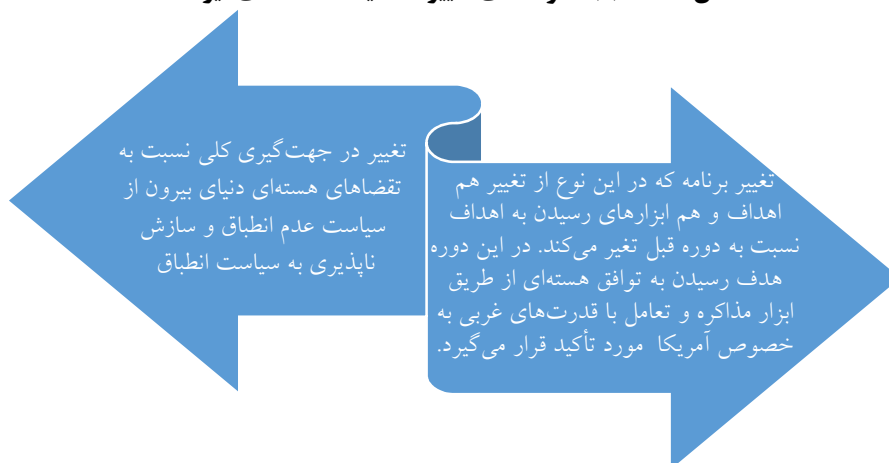 تغییر برنامه که در این نوع از تغییر هم
اهداف و هم ابزارهای رسیدن به اهداف
نسبت به دوره قبل تغیر می‌کند. در این دوره
هدف رسیدن به توافق هسته‌ای از طریق
ابزار مذاکره و تعامل با قدرت‌های غربی به
خصوص آمریکا مورد تأکید قرار می‌گیرد.
تغییر در جهت‌گیری کلی نسبت به
تقضاهای هسته‌ای دنیای بیرون از
سیاست عدم انطباق و سازش
ناپذیری به سیاست انطباق